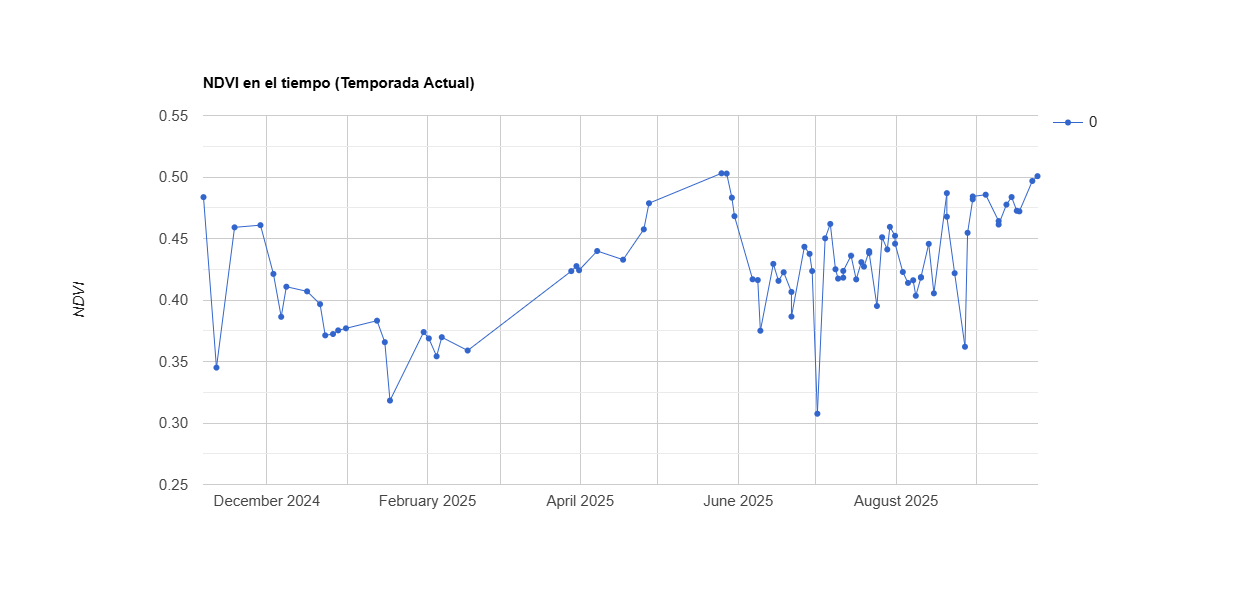 NDVI en el tiempo (Temporada Actual)
0.55
0.50
0.45
0.40
0.35
0.30
0.25
NDVI
December 2024
February 2025
April 2025
June 2025
August 2025
0